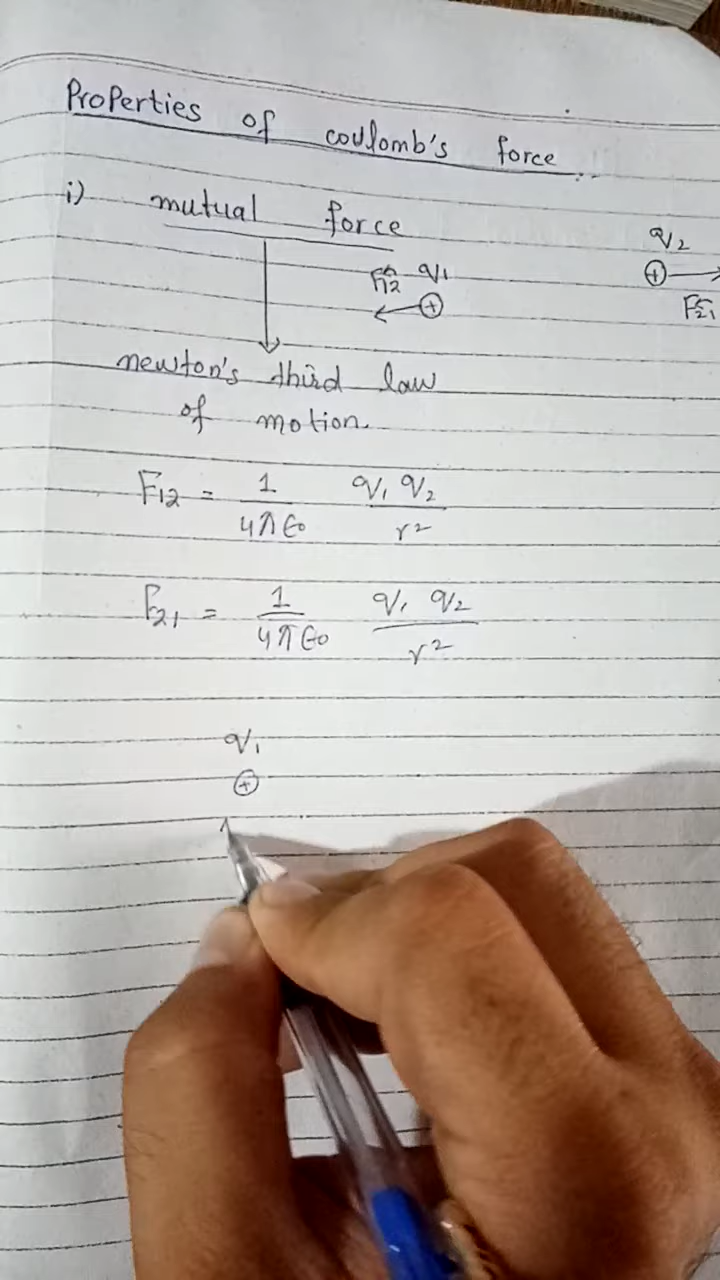 Properties of coulomb's force
i) mutual force
q2
F12 q1
+
+
F21
newton's third law
of motion.
F12 = 1/4πϵ0 q1 q2/r²
F21 = 1/4πϵ0 q1 q2/r²
q1
+